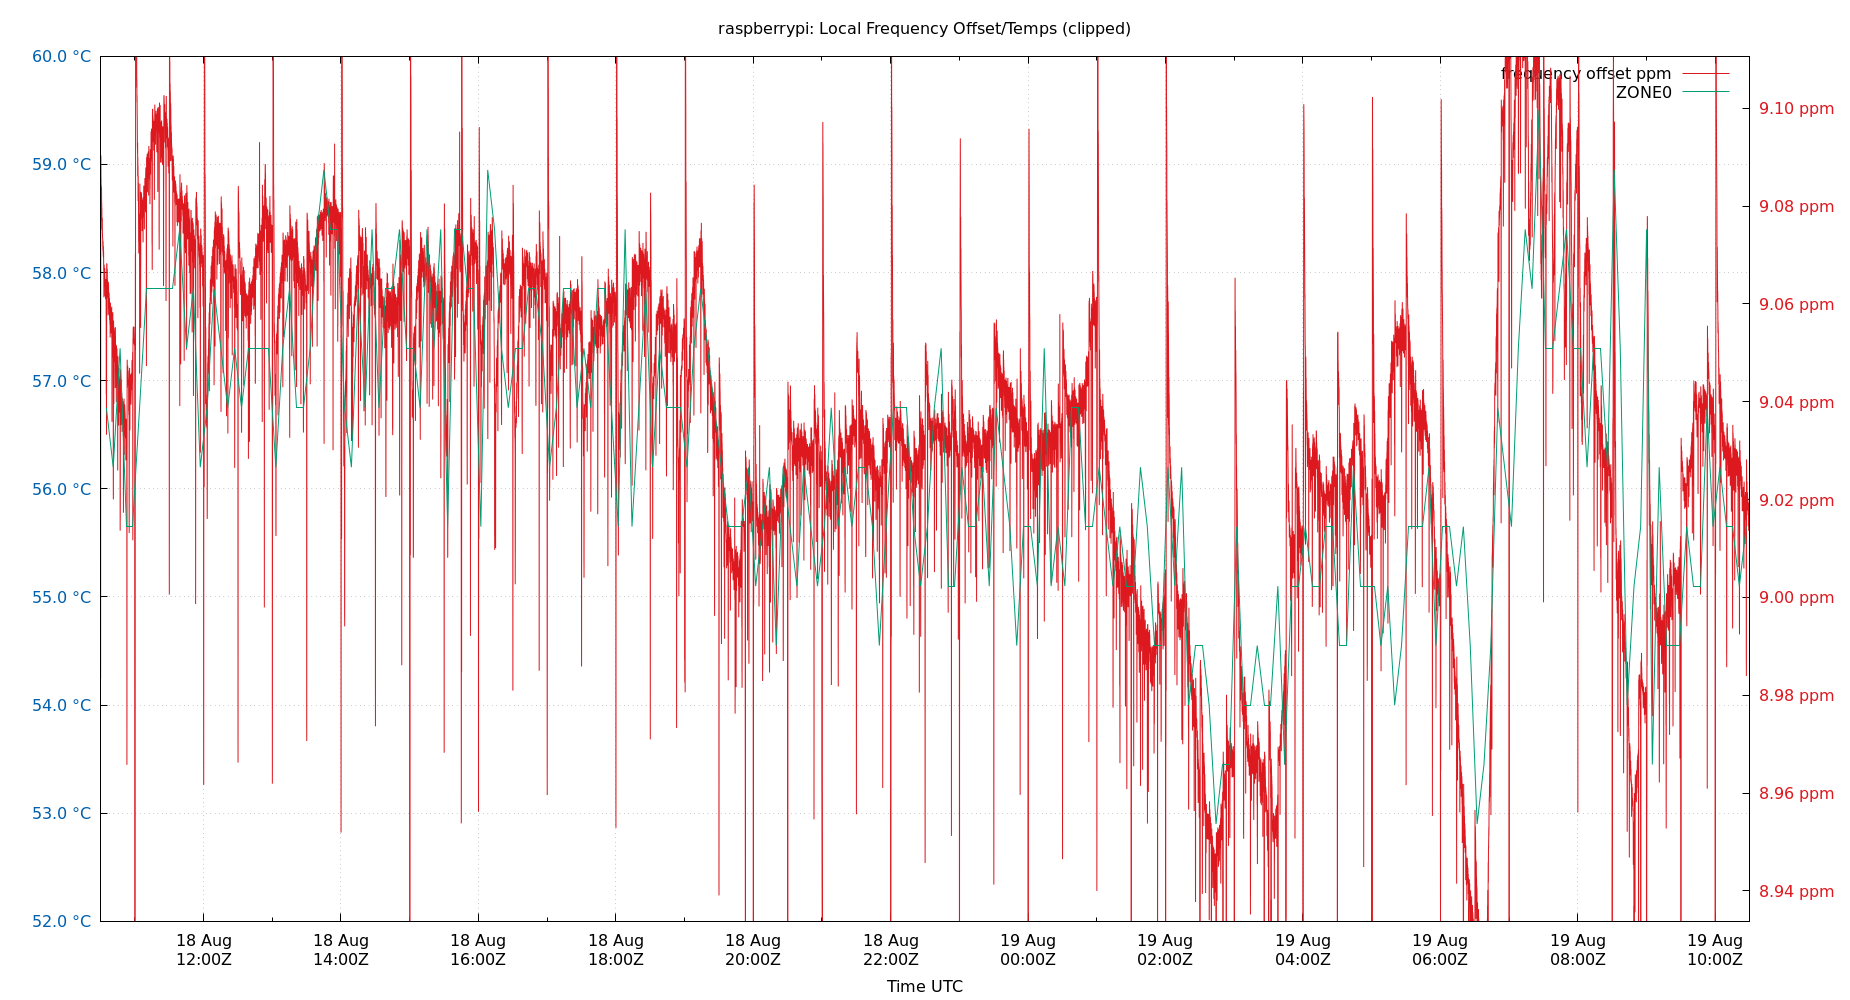 raspberrypi: Local Frequency Offset/Temps (clipped)
60.0 °C
59.0 °C
58.0 °C
57.0 °C
56.0 °C
55.0 °C
54.0 °C
53.0 °C
52.0 °C
frequency offset ppm
ZONE0
9.10 ppm
9.08 ppm
9.06 ppm
9.04 ppm
9.02 ppm
9.00 ppm
8.98 ppm
8.96 ppm
8.94 ppm
18 Aug 18 Aug 18 Aug 18 Aug 18 Aug 18 Aug 19 Aug 19 Aug 19 Aug 19 Aug 19 Aug 19 Aug
12:00Z 14:00Z 16:00Z 18:00Z 20:00Z 22:00Z 00:00Z 02:00Z 04:00Z 06:00Z 08:00Z 10:00Z
Time UTC